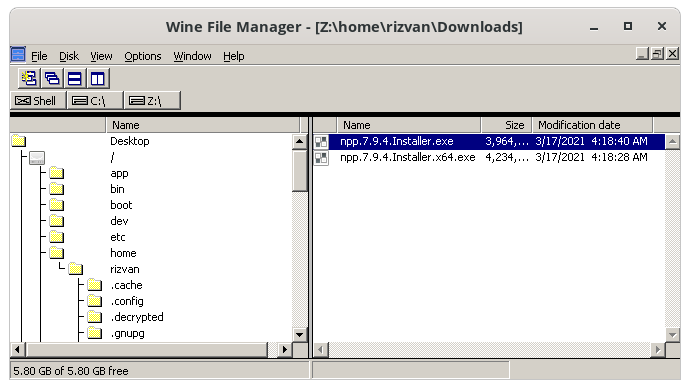 Wine File Manager - [Z:\home\rizvan\Downloads]
File Disk View Options Window Help
Shell C:\ Z:\
Name
Desktop
/
app
bin
boot
dev
etc
home
rizvan
.cache
.config
.decrypted
.gnupg
Name Size Modification date
npp.7.9.4.Installer.exe 3,964,... 3/17/2021 4:18:40 AM
npp.7.9.4.Installer.x64.exe 4,234,... 3/17/2021 4:18:28 AM
5.80 GB of 5.80 GB free